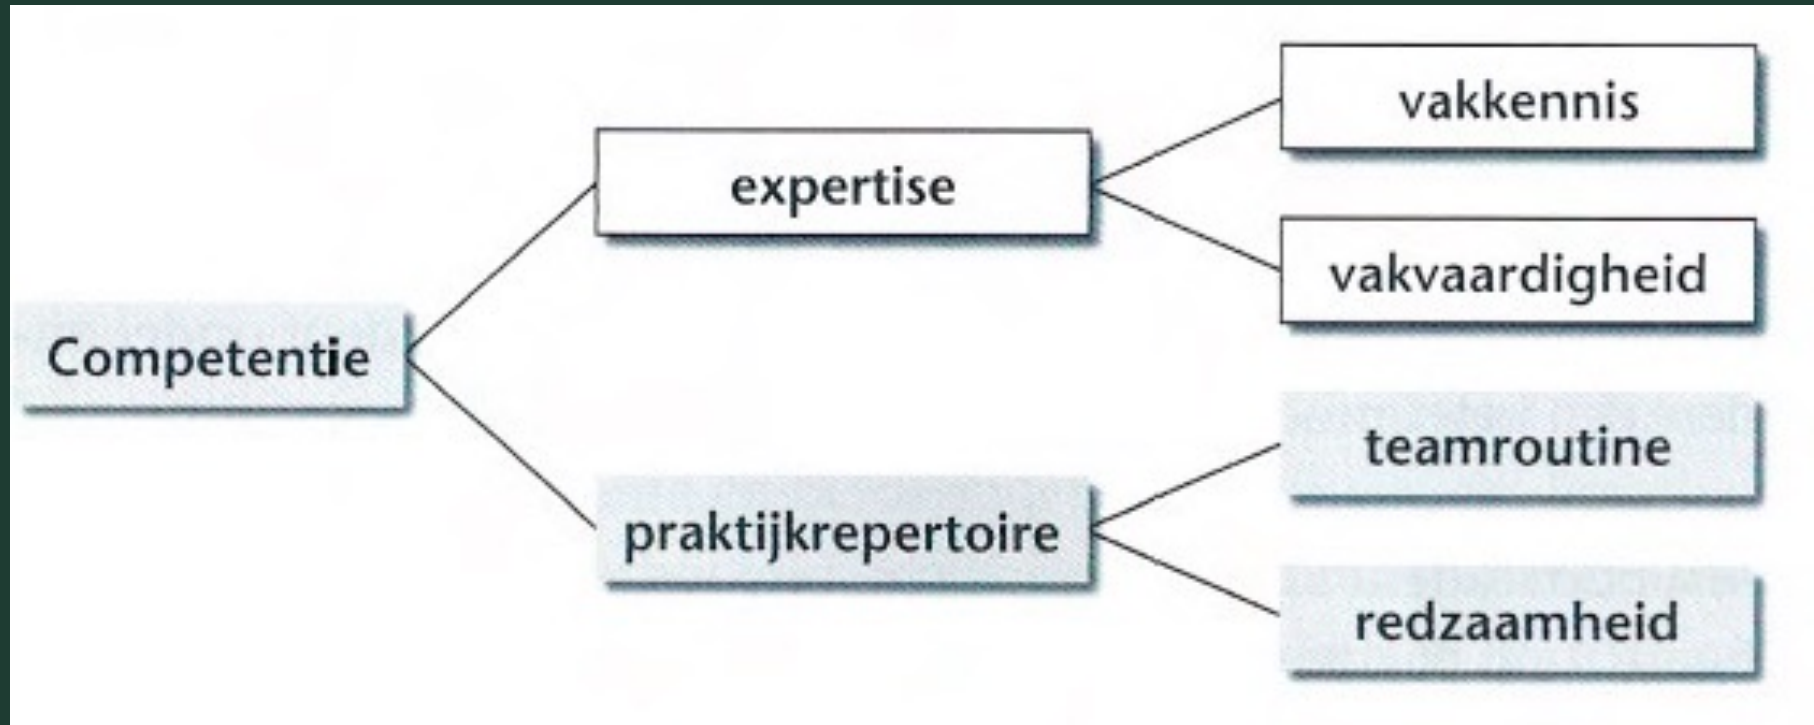 Competentie
expertise
vakkennis
vakvaardigheid
praktijkrepertoire
teamroutine
redzaamheid